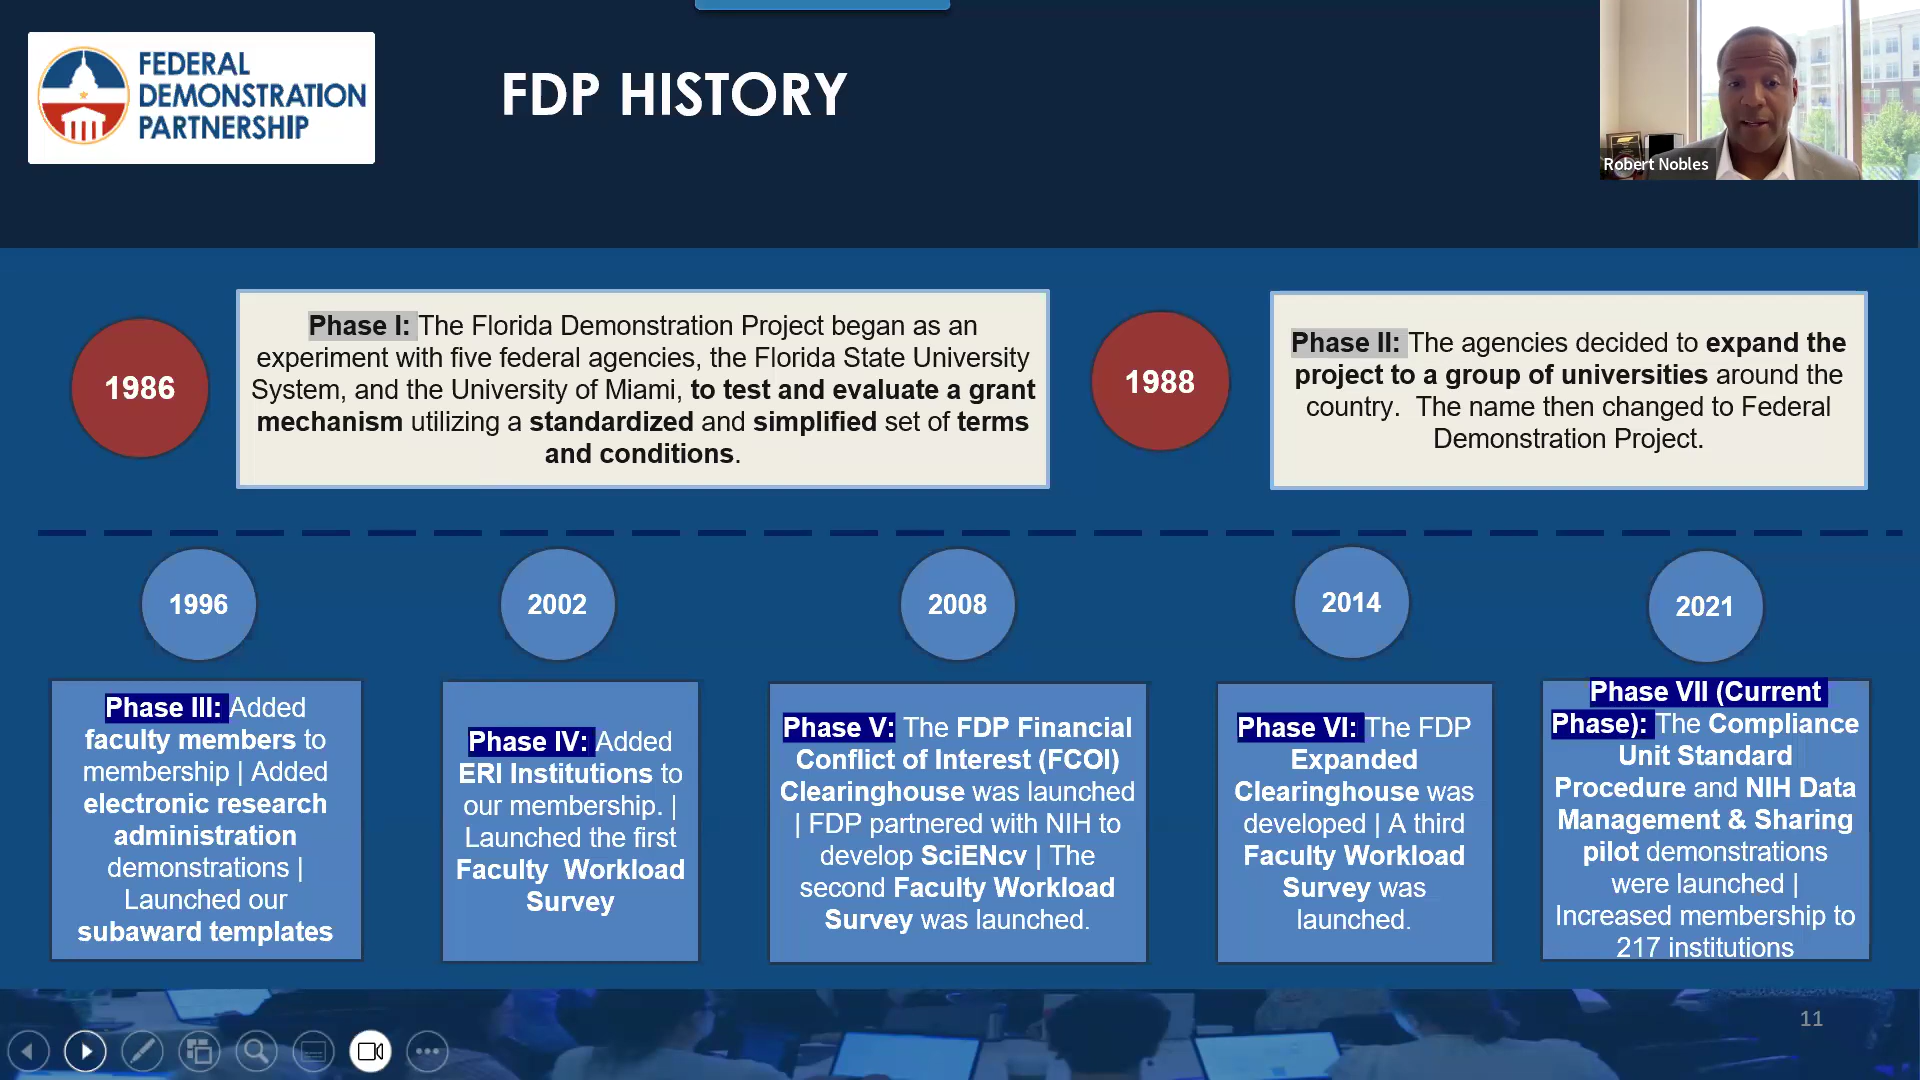 FEDERAL
DEMONSTRATION
PARTNERSHIP
FDP HISTORY
Robert Nobles
1986
Phase I: The Florida Demonstration Project began as an
experiment with five federal agencies, the Florida State University
System, and the University of Miami, to test and evaluate a grant
mechanism utilizing a standardized and simplified set of terms
and conditions.
1988
Phase II: The agencies decided to expand the
project to a group of universities around the
country.  The name then changed to Federal
Demonstration Project.
1996
Phase III: Added
faculty members to
membership | Added
electronic research
administration
demonstrations |
Launched our
subaward templates
2002
Phase IV: Added
ERI Institutions to
our membership. |
Launched the first
Faculty  Workload
Survey
2008
Phase V: The FDP Financial
Conflict of Interest (FCOI)
Clearinghouse was launched
| FDP partnered with NIH to
develop SciENcv | The
second Faculty Workload
Survey was launched.
2014
Phase VI: The FDP
Expanded
Clearinghouse was
developed | A third
Faculty Workload
Survey was
launched.
2021
Phase VII (Current
Phase): The Compliance
Unit Standard
Procedure and NIH Data
Management & Sharing
pilot demonstrations
were launched |
Increased membership to
217 institutions
11